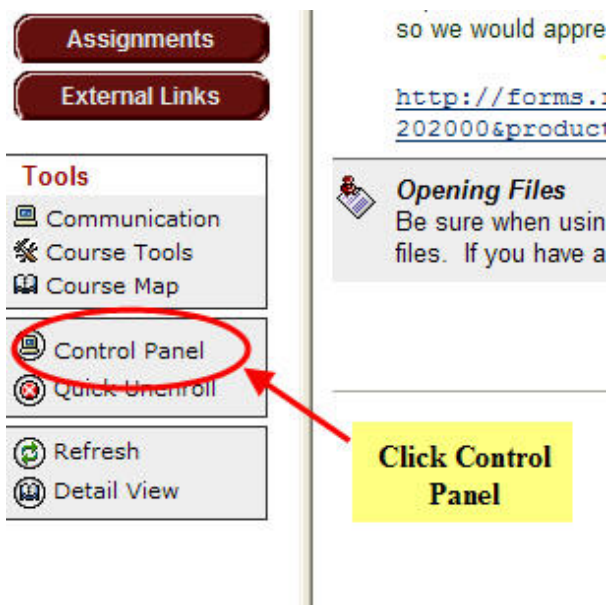 Assignments
External Links
Tools
Communication
Course Tools
Course Map
Control Panel
Quick Unenroll
Refresh
Detail View
so we would appre
http://forms.
202000&product
Opening Files
Be sure when usin
files. If you have a
Click Control
Panel